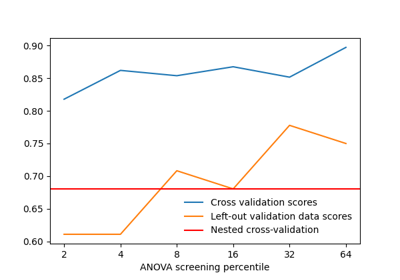 0.90
0.85
0.80
0.75
0.70
0.65
0.60
Cross validation scores
Left-out validation data scores
Nested cross-validation
2 4 8 16 32 64
ANOVA screening percentile